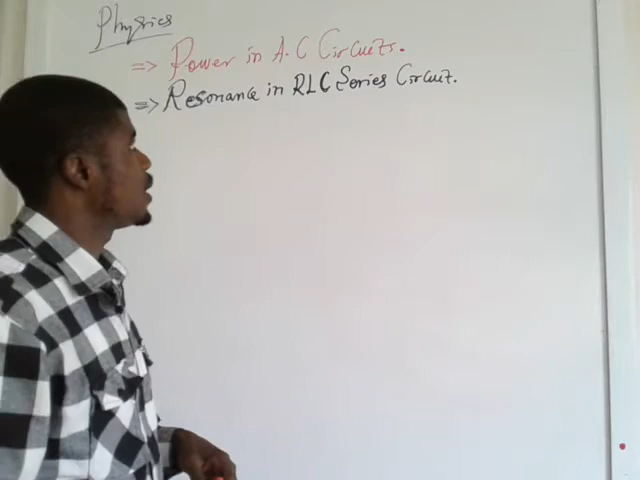 Physics
=> Power in A.C Circuits.
=> Resonance in RLC Series Circuit.